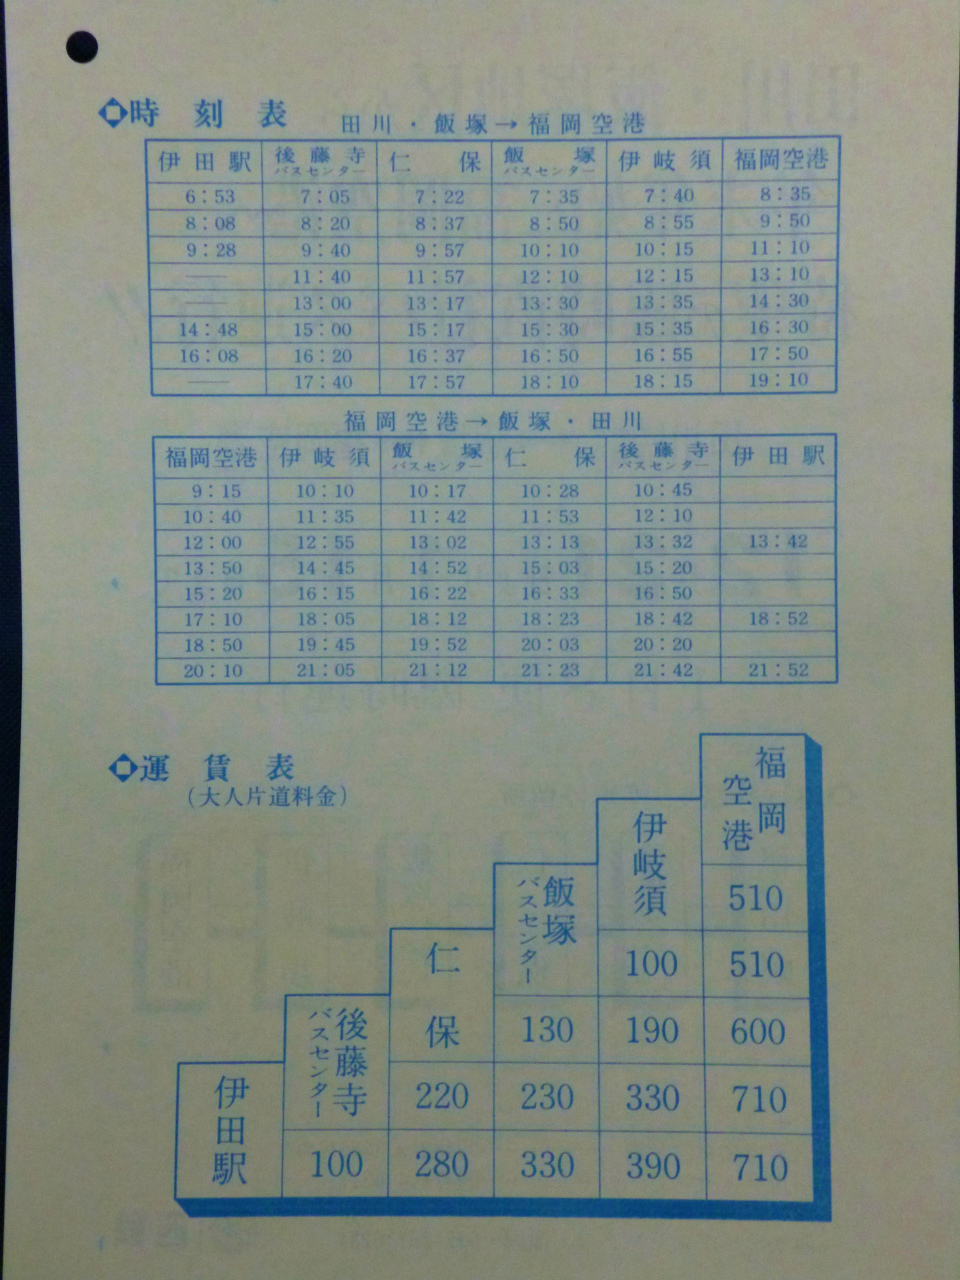 時刻表
田川・飯塚→福岡空港
伊田駅 後藤寺バスセンター 仁保 飯塚バスセンター 伊岐須 福岡空港
6:53 7:05 7:22 7:35 7:40 8:35
8:08 8:20 8:37 8:50 8:55 9:50
9:28 9:40 9:57 10:10 10:15 11:10
—— 11:40 11:57 12:10 12:15 13:10
—— 13:00 13:17 13:30 13:35 14:30
14:48 15:00 15:17 15:30 15:35 16:30
16:08 16:20 16:37 16:50 16:55 17:50
—— 17:40 17:57 18:10 18:15 19:10
福岡空港→飯塚・田川
福岡空港 伊岐須 飯塚バスセンター 仁保 後藤寺バスセンター 伊田駅
9:15 10:10 10:17 10:28 10:45
10:40 11:35 11:42 11:53 12:10
12:00 12:55 13:02 13:13 13:32 13:42
13:50 14:45 14:52 15:03 15:20
15:20 16:15 16:22 16:33 16:50
17:10 18:05 18:12 18:23 18:42 18:52
18:50 19:45 19:52 20:03 20:20
20:10 21:05 21:12 21:23 21:42 21:52
運賃表
(大人片道料金)
福岡空港
伊岐須 510
飯塚バスセンター 100 510
仁保 130 190 600
後藤寺バスセンター 220 230 330 710
伊田駅 100 280 330 390 710